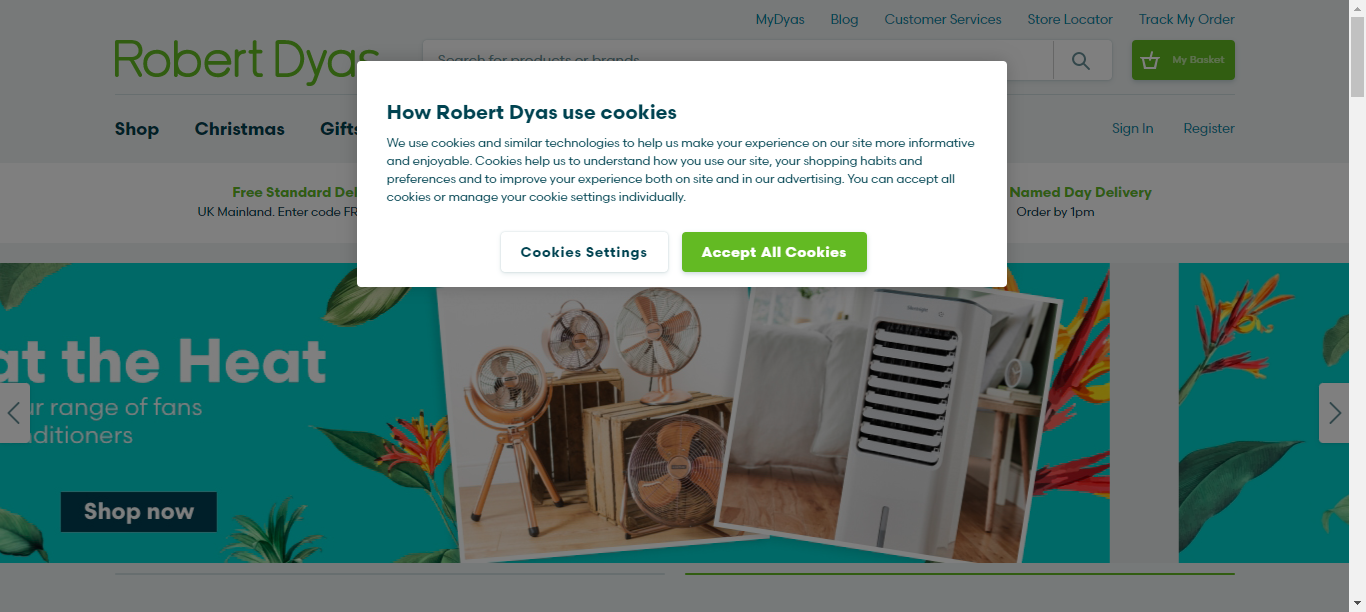 MyDyas Blog Customer Services Store Locator Track My Order
Robert Dyas
Search for products or brands
My Basket
Shop Christmas Gifts
Sign In Register
How Robert Dyas use cookies
We use cookies and similar technologies to help us make your experience on our site more informative
and enjoyable. Cookies help us to understand how you use our site, your shopping habits and
preferences and to improve your experience both on site and in our advertising. You can accept all
cookies or manage your cookie settings individually.
Cookies Settings Accept All Cookies
Free Standard Del
UK Mainland. Enter code FR
Named Day Delivery
Order by 1pm
at the Heat
ur range of fans
nditioners
Shop now